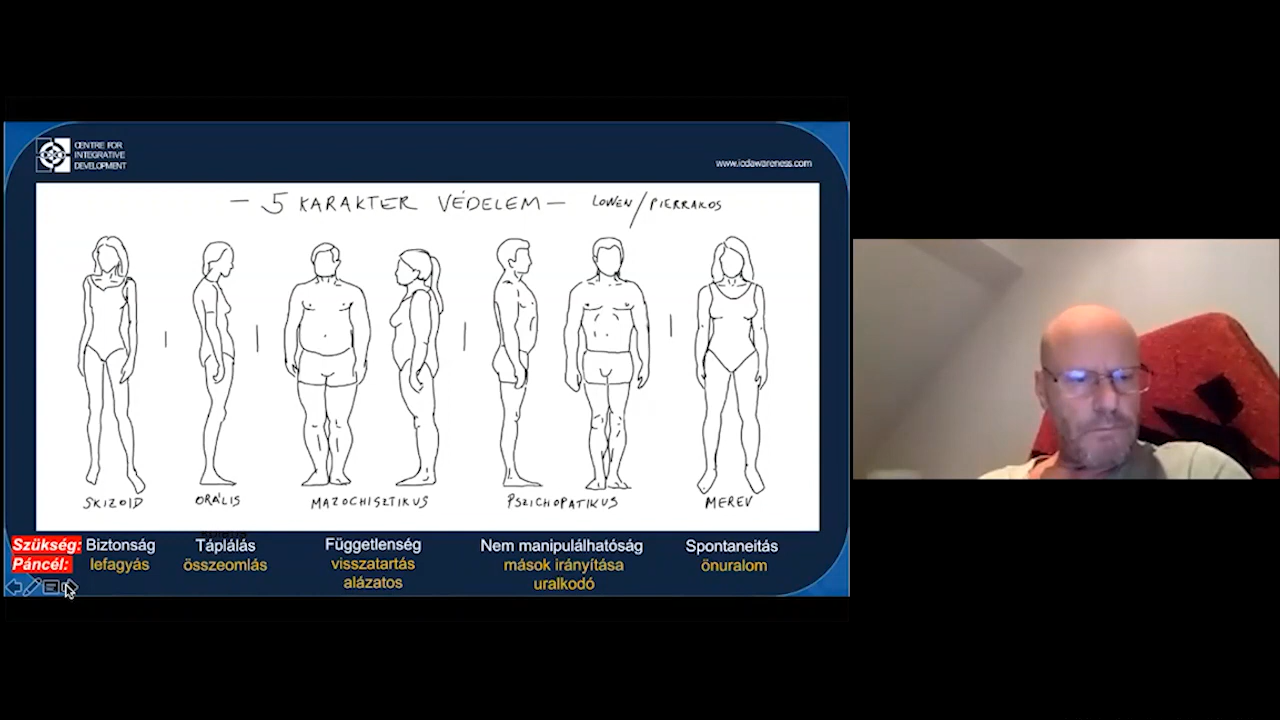 CENTRE FOR
INTEGRATIVE
DEVELOPMENT
www.icdawareness.com
— 5 KARAKTER VÉDELEM — LOWEN/PIERRAKOS
SKIZOID ORÁLIS MAZOCHISZTIKUS PSZICHOPATIKUS MEREV
Szükség: Biztonság Táplálás Függetlenség Nem manipulálhatóság Spontaneitás
Páncél: lefagyás összeomlás visszatartás mások irányítása önuralom
alázatos uralkodó